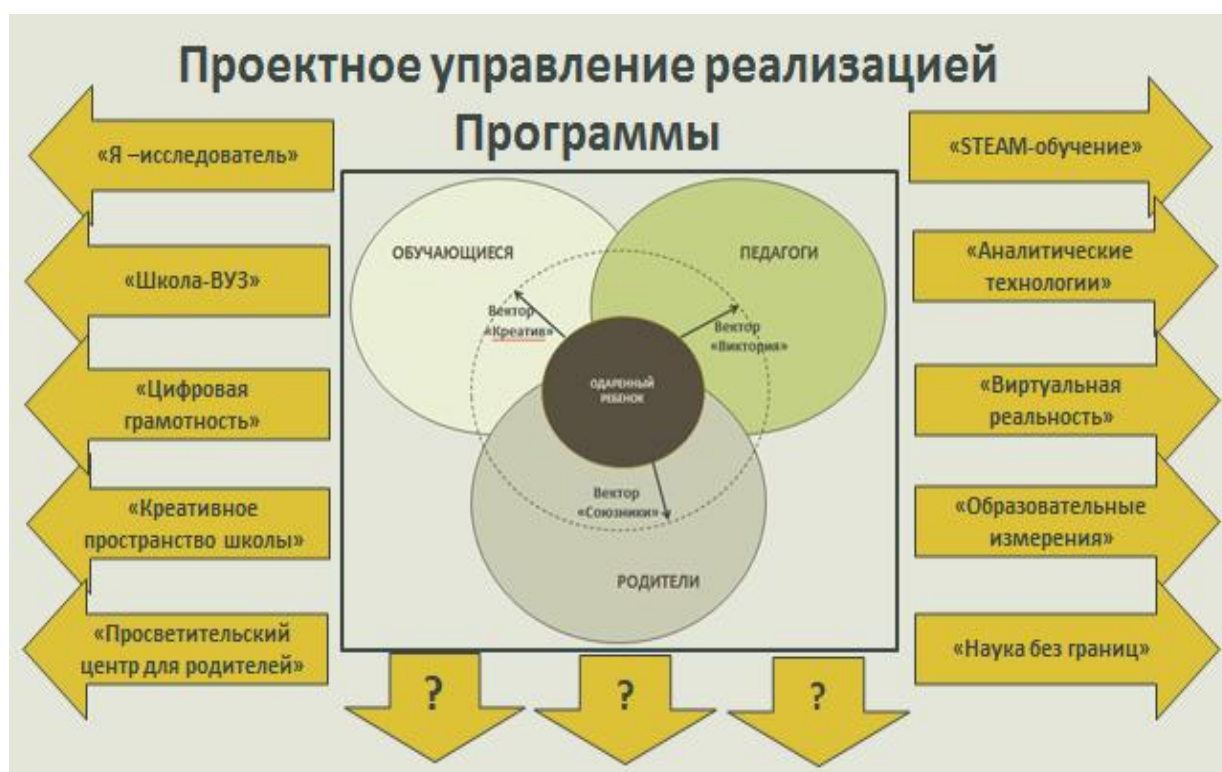 Проектное управление реализацией
Программы
«Я –исследователь»
«Школа-ВУЗ»
«Цифровая
грамотность»
«Креативное
пространство школы»
«Просветительский
центр для родителей»
ОБУЧАЮЩИЕСЯ
ПЕДАГОГИ
Вектор
«Креатив»
Вектор
«Виктория»
ОДАРЕННЫЙ
РЕБЕНОК
Вектор
«Союзники»
РОДИТЕЛИ
«STEAM-обучение»
«Аналитические
технологии»
«Виртуальная
реальность»
«Образовательные
измерения»
«Наука без границ»
?
?
?